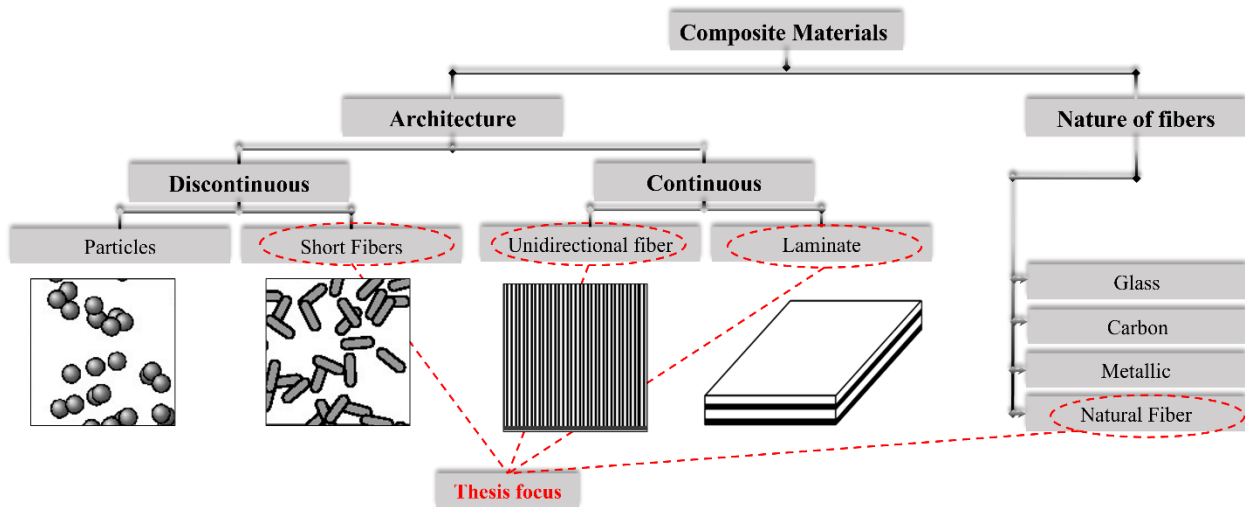 Composite Materials
Architecture
Nature of fibers
Discontinuous
Continuous
Particles
Short Fibers
Unidirectional fiber
Laminate
Glass
Carbon
Metallic
Natural Fiber
Thesis focus